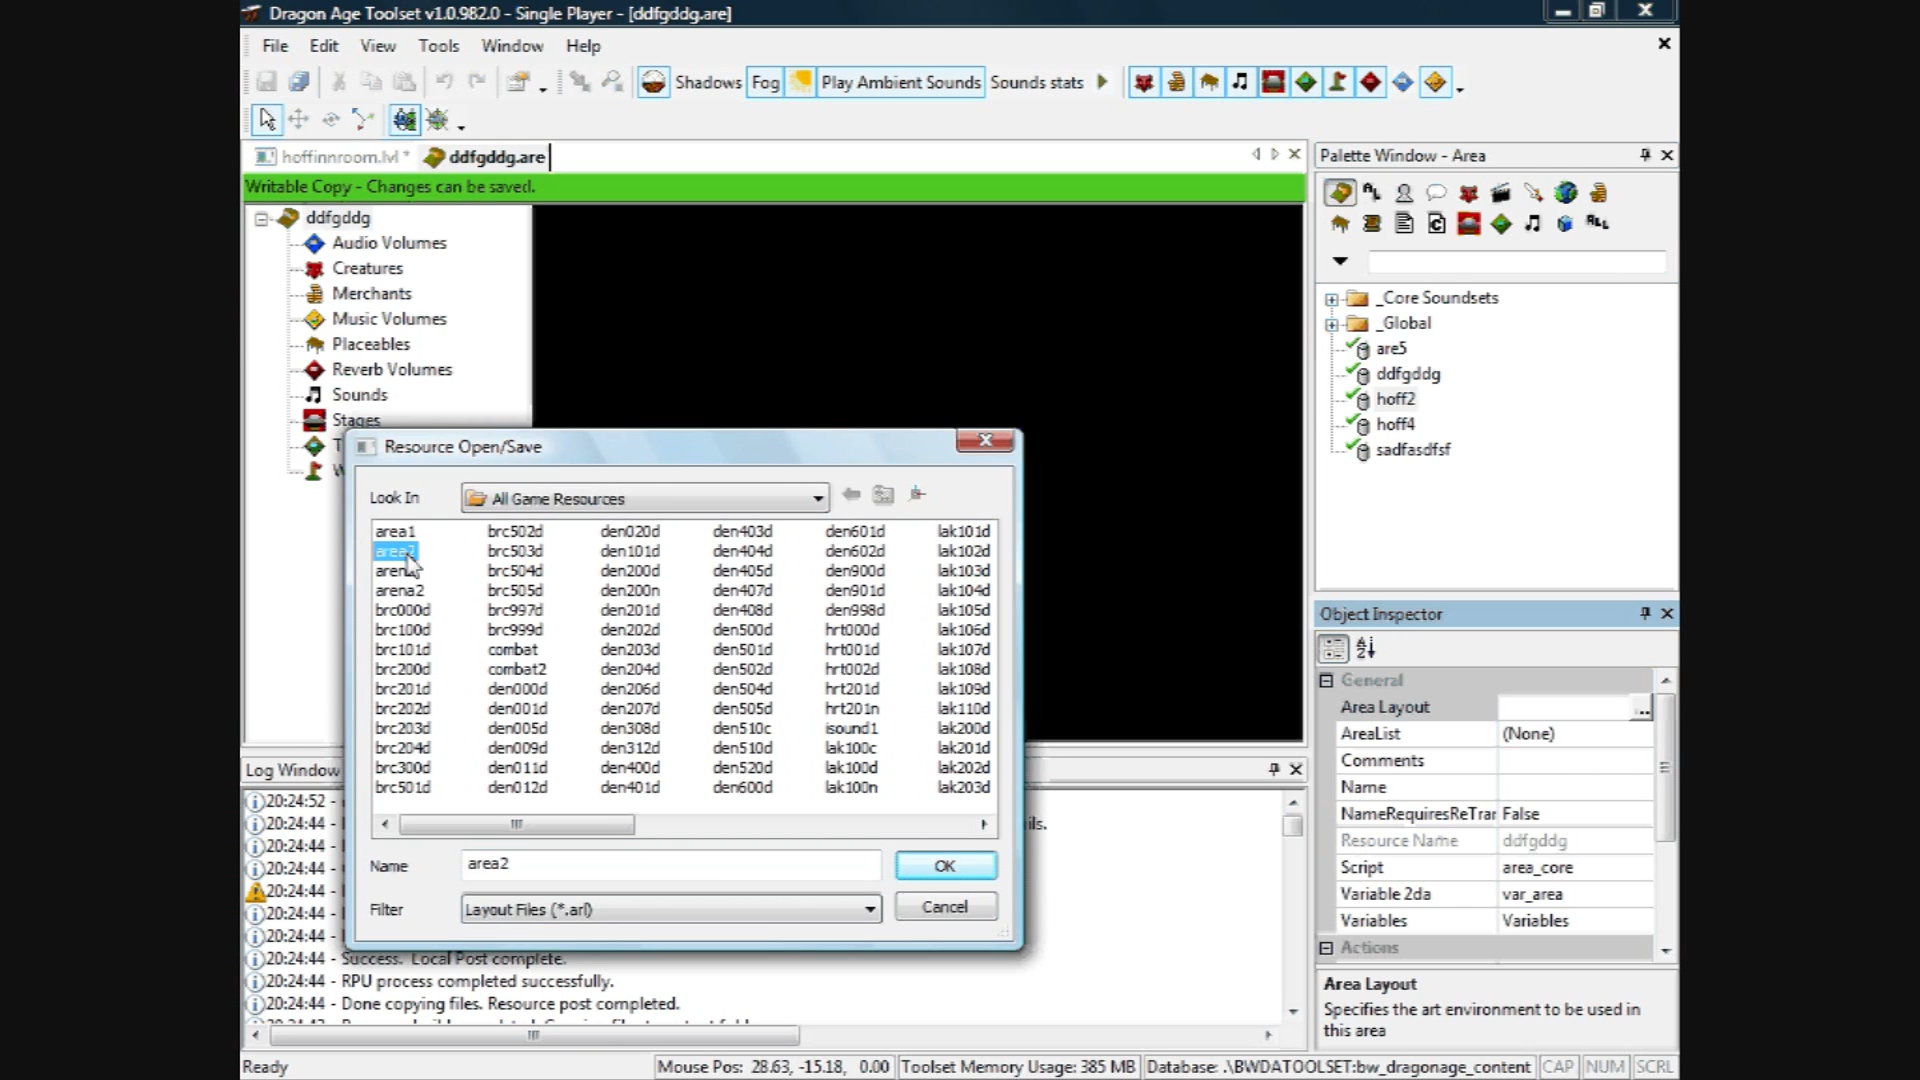 Dragon Age Toolset v1.0.982.0 - Single Player - [ddfgddg.are]
File Edit View Tools Window Help
Shadows Fog Play Ambient Sounds Sounds stats
hoffinnroom.lvl * ddfgddg.are
Writable Copy - Changes can be saved.
ddfgddg
Audio Volumes
Creatures
Merchants
Music Volumes
Placeables
Reverb Volumes
Sounds
Stages
T
W
Palette Window - Area
_Core Soundsets
_Global
are5
ddfgddg
hoff2
hoff4
sadfasdfsf
Resource Open/Save
Look In All Game Resources
area1 brc502d den020d den403d den601d lak101d
area2 brc503d den101d den404d den602d lak102d
brc504d den200d den405d den900d lak103d
arena2 brc505d den200n den407d den901d lak104d
brc000d brc997d den201d den408d den998d lak105d
brc100d brc999d den202d den500d hrt000d lak106d
brc101d combat den203d den501d hrt001d lak107d
brc200d combat2 den204d den502d hrt002d lak108d
brc201d den000d den206d den504d hrt201d lak109d
brc202d den001d den207d den505d hrt201n lak110d
brc203d den005d den308d den510c isound1 lak200d
brc204d den009d den312d den510d lak100c lak201d
brc300d den011d den400d den520d lak100d lak202d
brc501d den012d den401d den600d lak100n lak203d
Name area2 OK
Filter Layout Files (*.arl) Cancel
Object Inspector
General
Area Layout ...
AreaList (None)
Comments
Name
NameRequiresReTrar False
Resource Name ddfgddg
Script area_core
Variable 2da var_area
Variables Variables
Actions
Area Layout
Specifies the art environment to be used in
this area
Log Window
20:24:52 -
20:24:44 - ils.
20:24:44 -
20:24:44 -
20:24:44 -
20:24:44 -
20:24:44 -
20:24:44 - Success. Local Post complete.
20:24:44 - RPU process completed successfully.
20:24:44 - Done copying files. Resource post completed.
Ready Mouse Pos: 28.63, -15.18, 0.00 Toolset Memory Usage: 385 MB Database: .\BWDATOOLSET:bw_dragonage_content CAP NUM SCRL